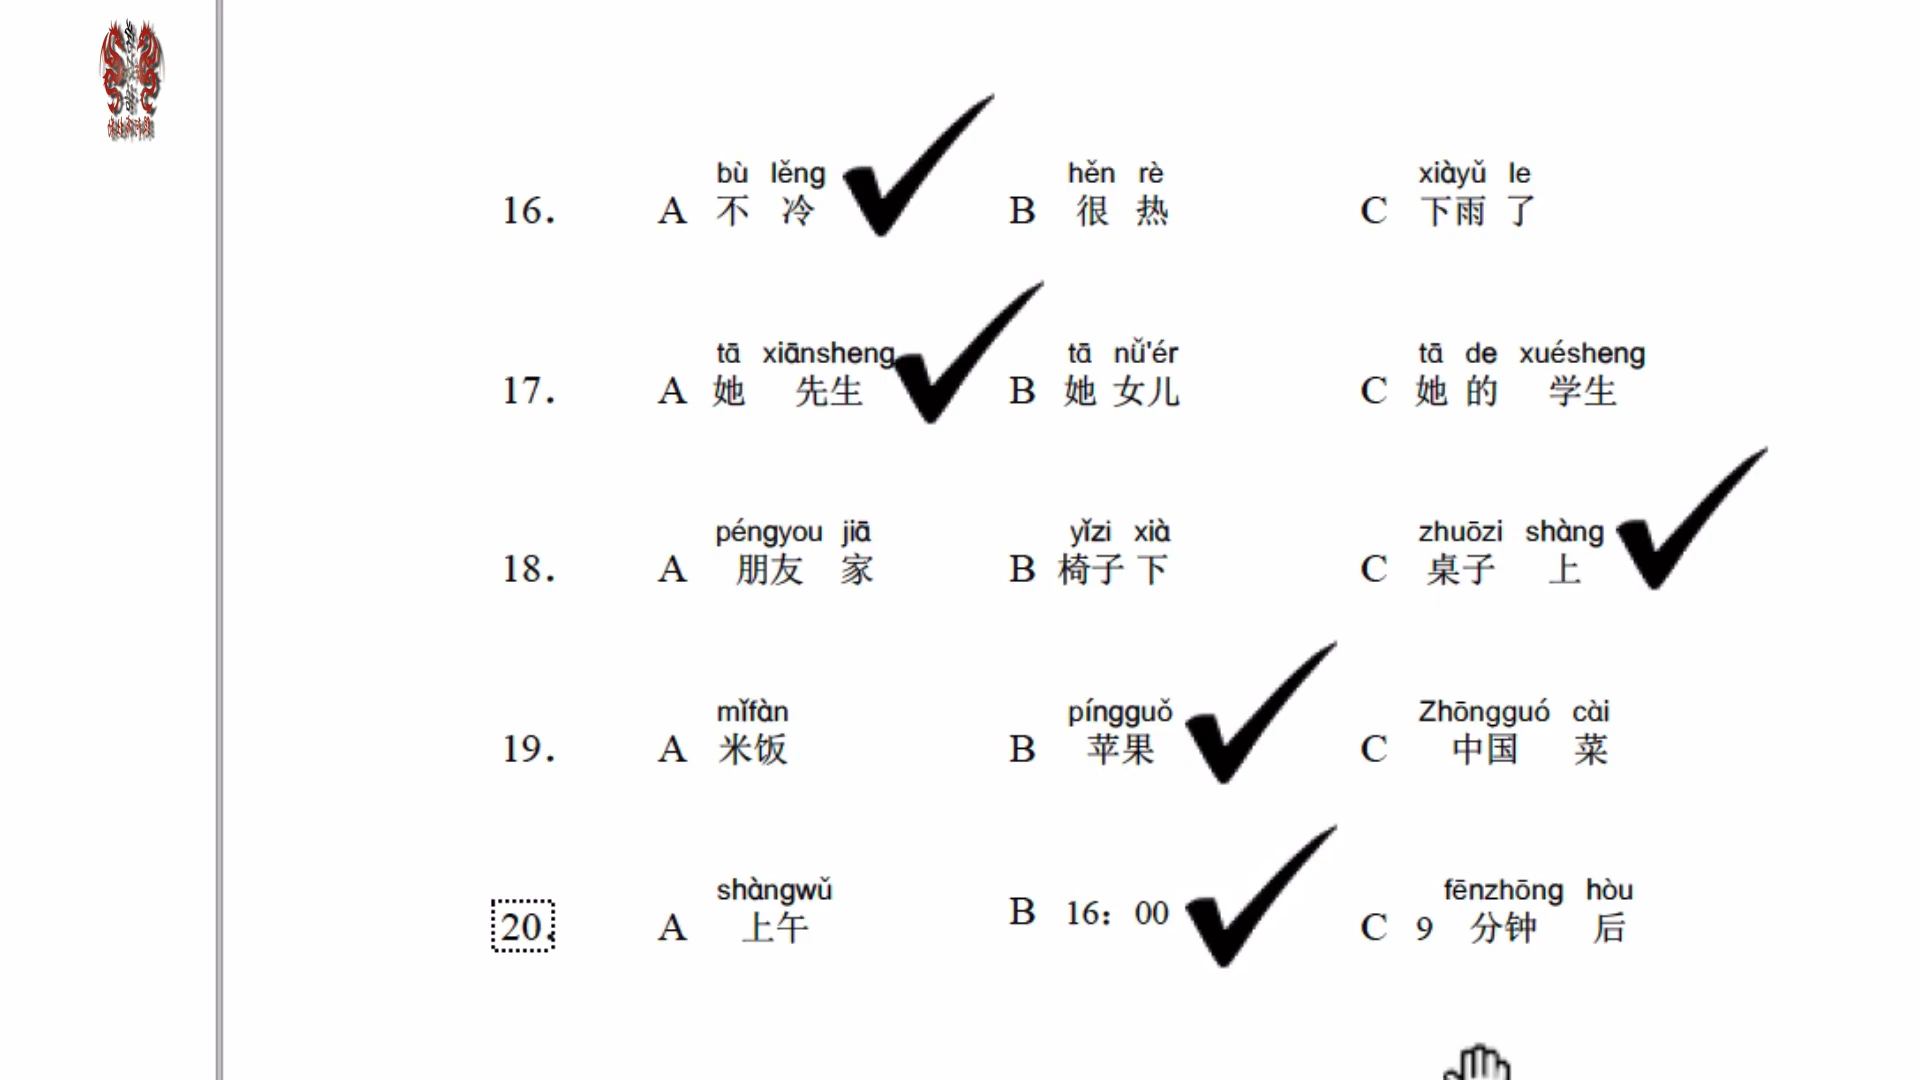 bù lěng hěn rè xiàyǔ le
16. A 不 冷 B 很 热 C 下雨 了
tā xiānsheng tā nǚ'ér tā de xuésheng
17. A 她 先生 B 她 女儿 C 她 的 学生
péngyou jiā yǐzi xià zhuōzi shàng
18. A 朋友 家 B 椅子 下 C 桌子 上
mǐfàn píngguǒ Zhōngguó cài
19. A 米饭 B 苹果 C 中国 菜
shàngwǔ fēnzhōng hòu
20. A 上午 B 16：00 C 9 分钟 后